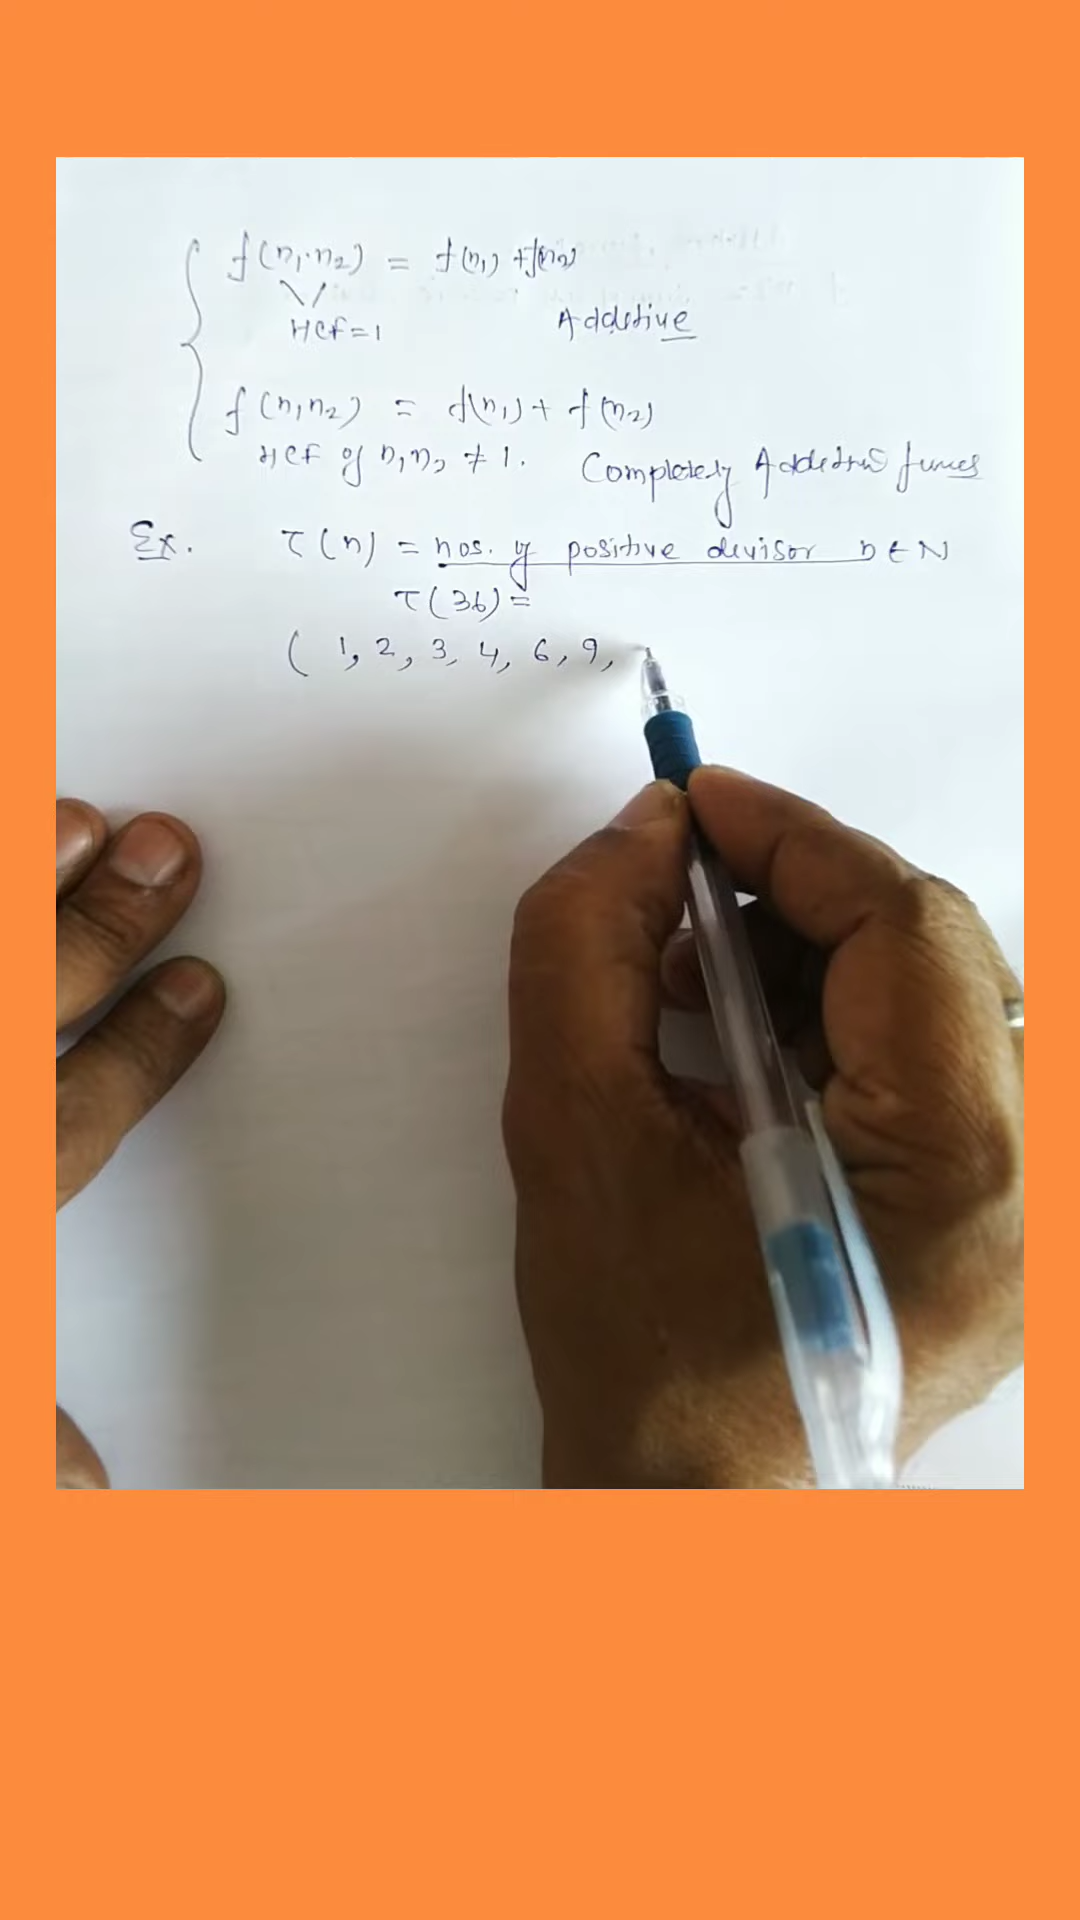 f(n₁.n₂) = f(n₁) + f(n₂)
HCF=1
Additive
f(n₁n₂) = f(n₁) + f(n₂)
HCF of n₁n₂ ≠ 1. Completely Additive funcs
Ex. τ(n) = nos. of positive devisor n ∈ N
τ(36) =
( 1, 2, 3, 4, 6, 9,